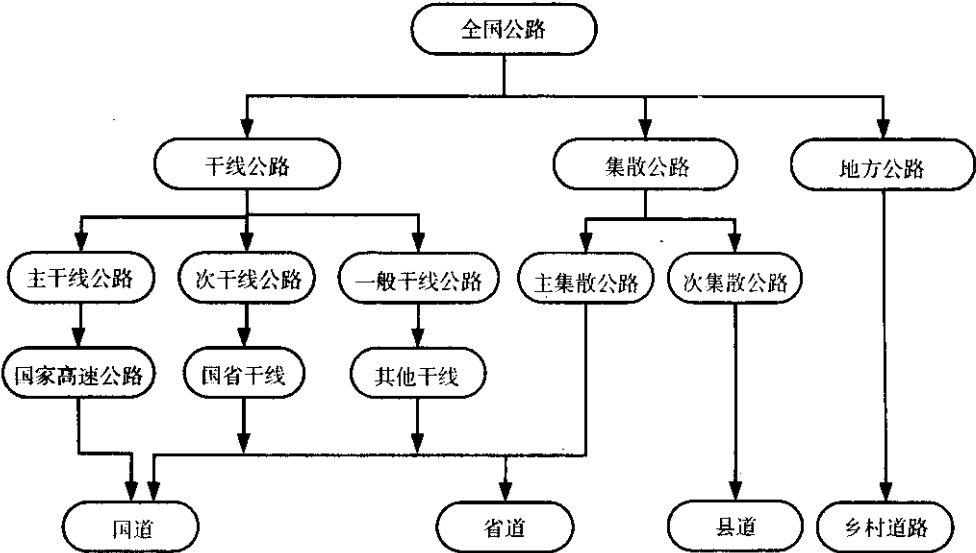 全国公路
干线公路
集散公路
地方公路
主干线公路
次干线公路
一般干线公路
主集散公路
次集散公路
国家高速公路
国省干线
其他干线
国道
省道
县道
乡村道路